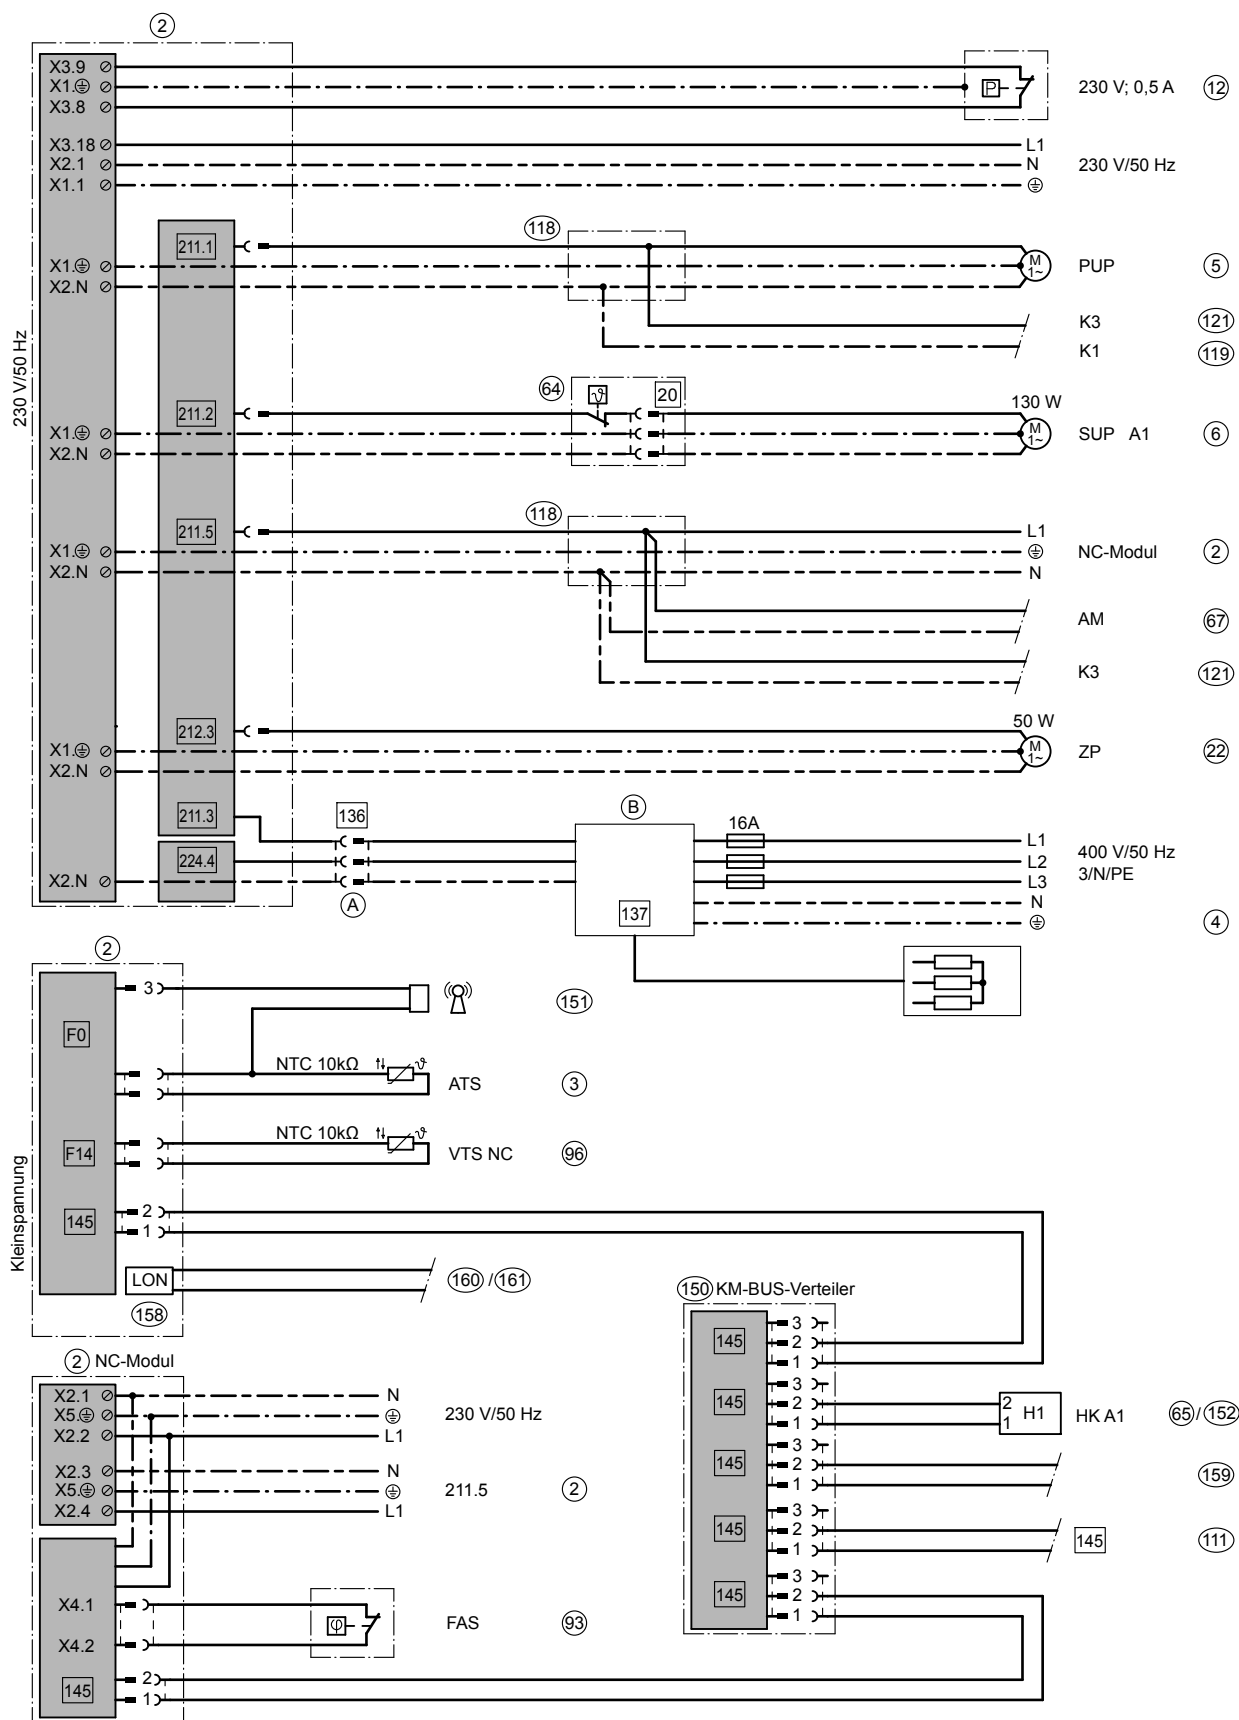 2
X3.9
X1.
P
230 V; 0,5 A
12
X3.8
X3.18
L1
X2.1
N
230 V/50 Hz
X1.1
230 V/50 Hz
211.1
118
X1.
M
1~
PUP
5
X2.N
K3
121
K1
119
64
ϑ
20
130 W
211.2
X1.
M
1~
SUP A1
6
X2.N
211.5
118
L1
X1.
NC-Modul
2
X2.N
N
AM
67
K3
121
212.3
50 W
X1.
M
1~
ZP
22
X2.N
211.3
136
B
16A
L1
224.4
L2
400 V/50 Hz
3/N/PE
X2.N
L3
A
137
N
4
2
Kleinspannung
3
151
F0
NTC 10kΩ
ϑ
ATS
3
F14
NTC 10kΩ
ϑ
VTS NC
96
145
2
1
LON
160 / 161
158
150 KM-BUS-Verteiler
145
3
2
1
145
3
2
1
2
1
H1
HK A1
65 / 152
145
3
2
1
159
145
3
2
1
145
111
145
3
2
1
2 NC-Modul
X2.1
N
X5.
230 V/50 Hz
X2.2
L1
X2.3
N
X5.
211.5
2
X2.4
L1
X4.1
φ
FAS
93
X4.2
145
2
1